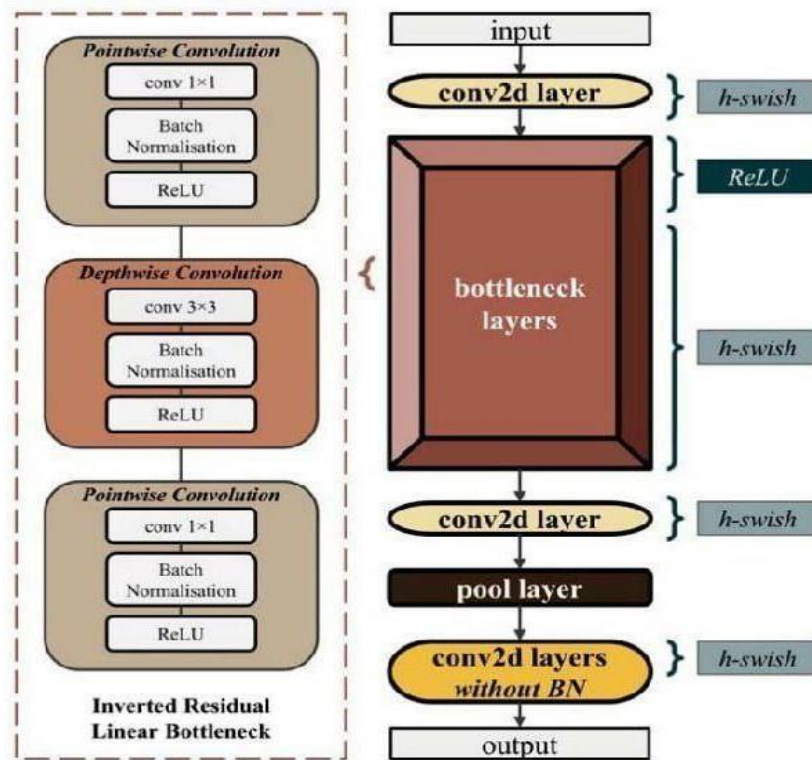 Pointwise Convolution
conv 1×1
Batch
Normalisation
ReLU
Depthwise Convolution
conv 3×3
Batch
Normalisation
ReLU
Pointwise Convolution
conv 1×1
Batch
Normalisation
ReLU
Inverted Residual
Linear Bottleneck
input
conv2d layer
h-swish
ReLU
bottleneck
layers
h-swish
conv2d layer
h-swish
pool layer
conv2d layers
without BN
h-swish
output